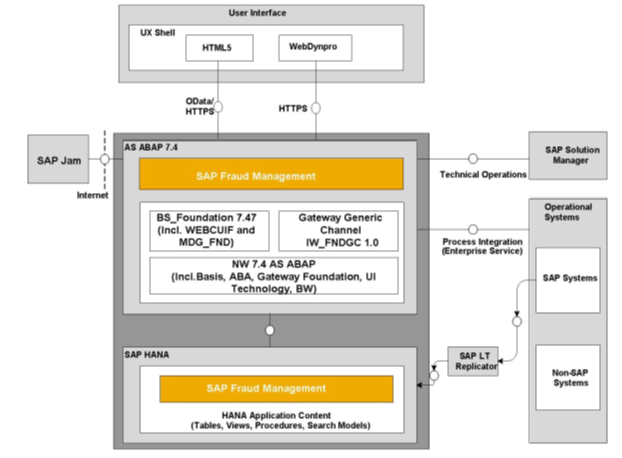 User Interface
UX Shell
HTML5
WebDynpro
OData/
HTTPS
HTTPS
AS ABAP 7.4
SAP Fraud Management
SAP Jam
Internet
SAP Solution
Manager
Technical Operations
BS_Foundation 7.47
(Incl. WEBCUIF and
MDG_FND)
Gateway Generic
Channel
IW_FNDGC 1.0
NW 7.4 AS ABAP
(Incl.Basis, ABA, Gateway Foundation, UI
Technology, BW)
Operational
Systems
Process Integration
(Enterprise Service)
SAP Systems
SAP LT
Replicator
Non-SAP
Systems
SAP HANA
SAP Fraud Management
HANA Application Content
(Tables, Views, Procedures, Search Models)